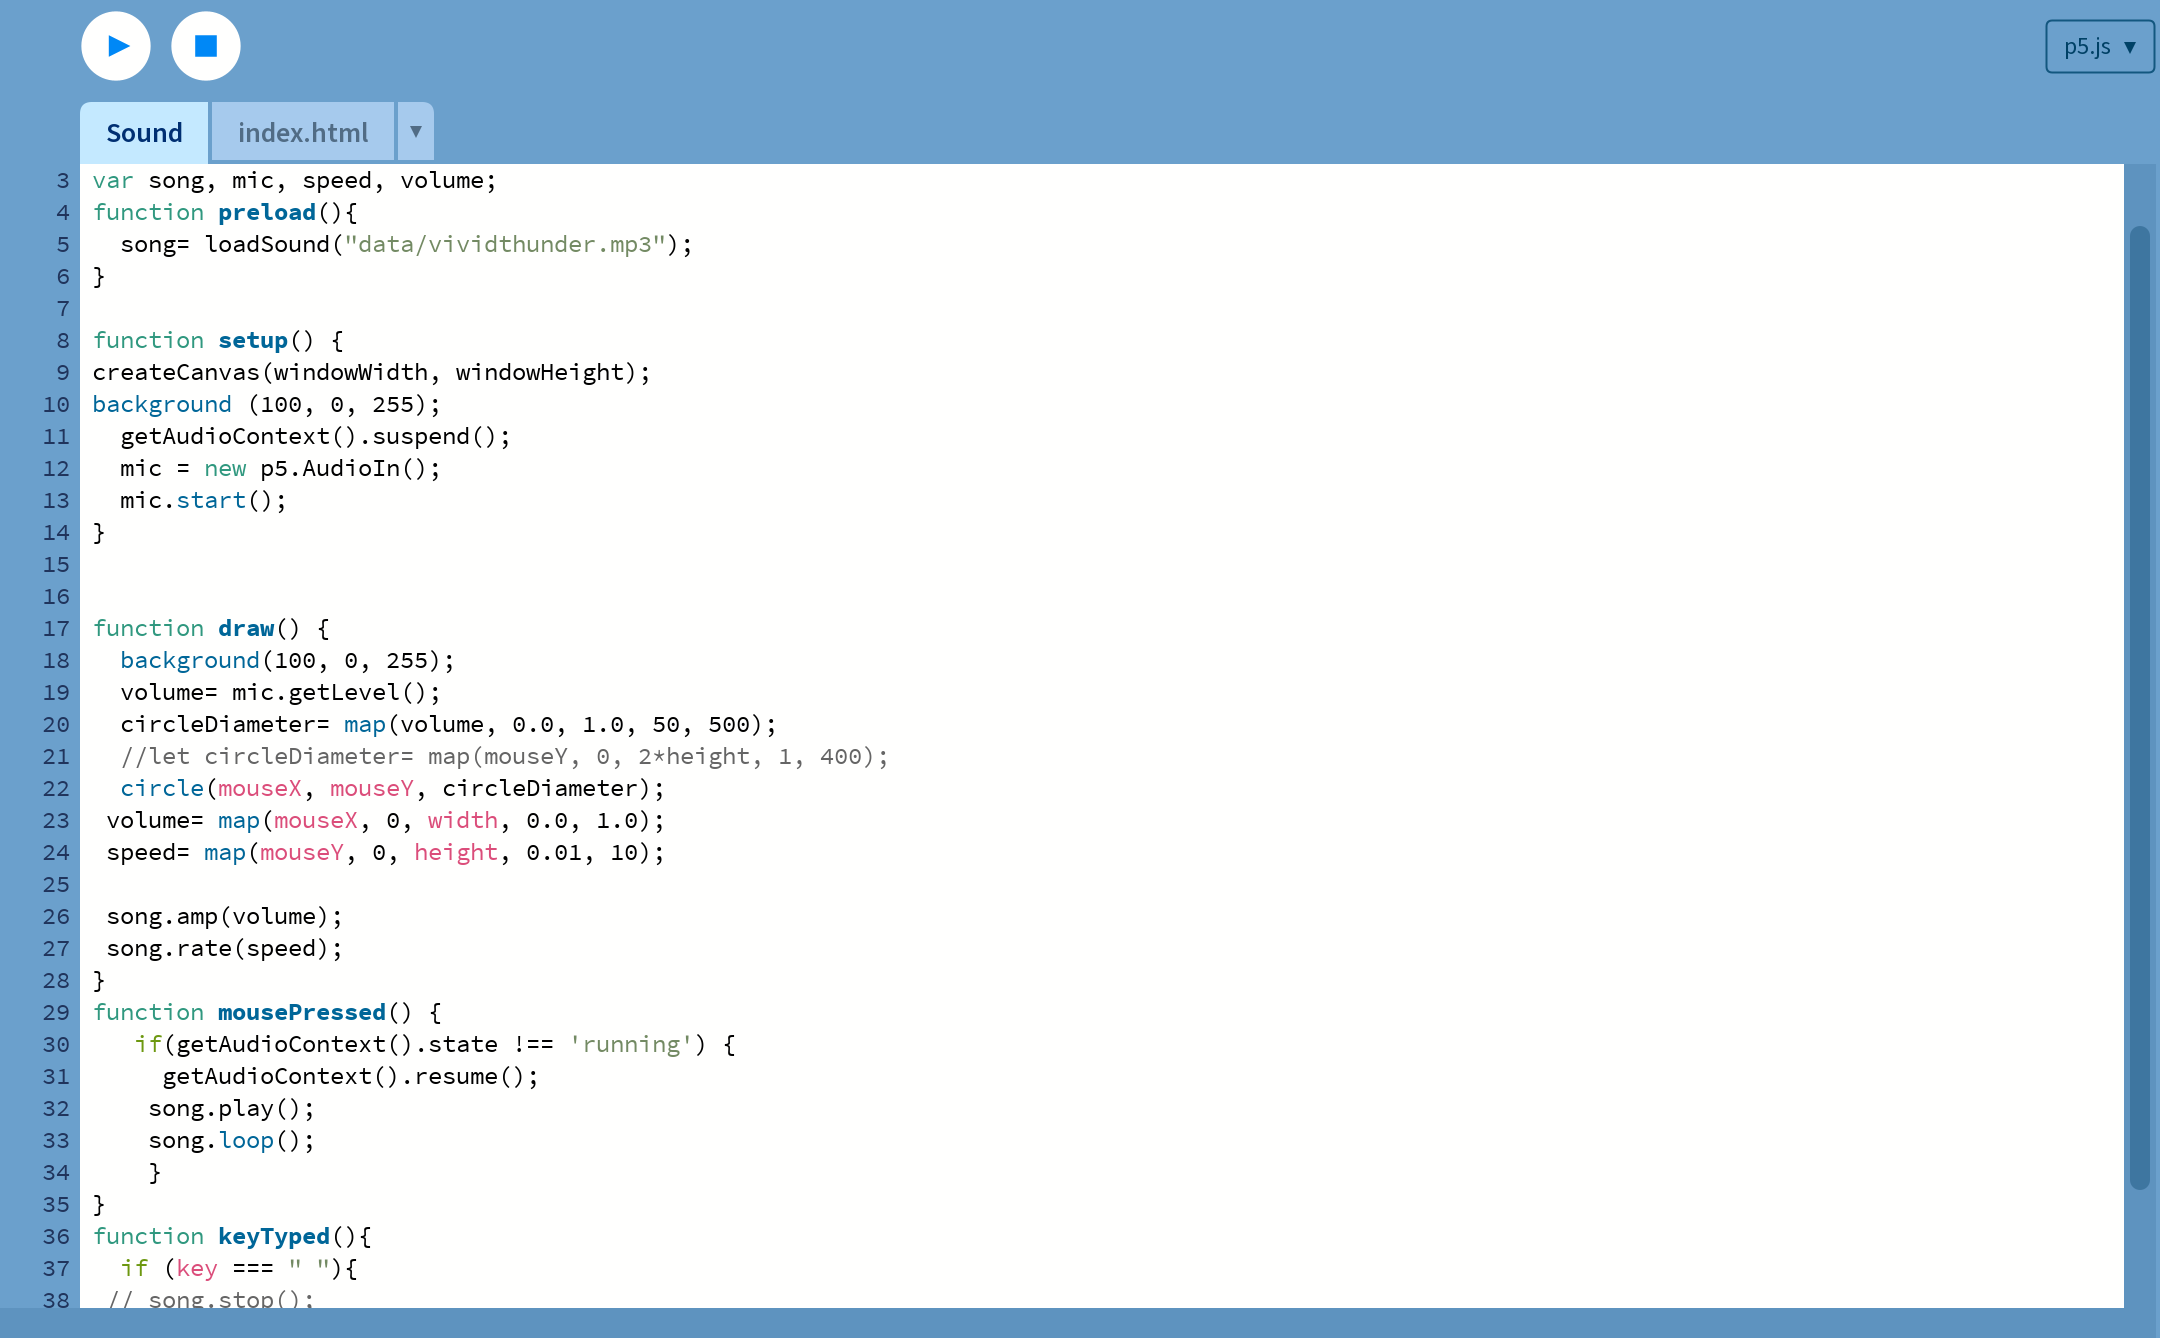 p5.js ▼
Sound index.html ▼
3 var song, mic, speed, volume;
4 function preload(){
5   song= loadSound("data/vividthunder.mp3");
6 }
7
8 function setup() {
9 createCanvas(windowWidth, windowHeight);
10 background (100, 0, 255);
11   getAudioContext().suspend();
12   mic = new p5.AudioIn();
13   mic.start();
14 }
15
16
17 function draw() {
18   background(100, 0, 255);
19   volume= mic.getLevel();
20   circleDiameter= map(volume, 0.0, 1.0, 50, 500);
21   //let circleDiameter= map(mouseY, 0, 2*height, 1, 400);
22   circle(mouseX, mouseY, circleDiameter);
23  volume= map(mouseX, 0, width, 0.0, 1.0);
24  speed= map(mouseY, 0, height, 0.01, 10);
25
26  song.amp(volume);
27  song.rate(speed);
28 }
29 function mousePressed() {
30    if(getAudioContext().state !== 'running') {
31      getAudioContext().resume();
32     song.play();
33     song.loop();
34     }
35 }
36 function keyTyped(){
37   if (key === " "){
38  // song.stop();